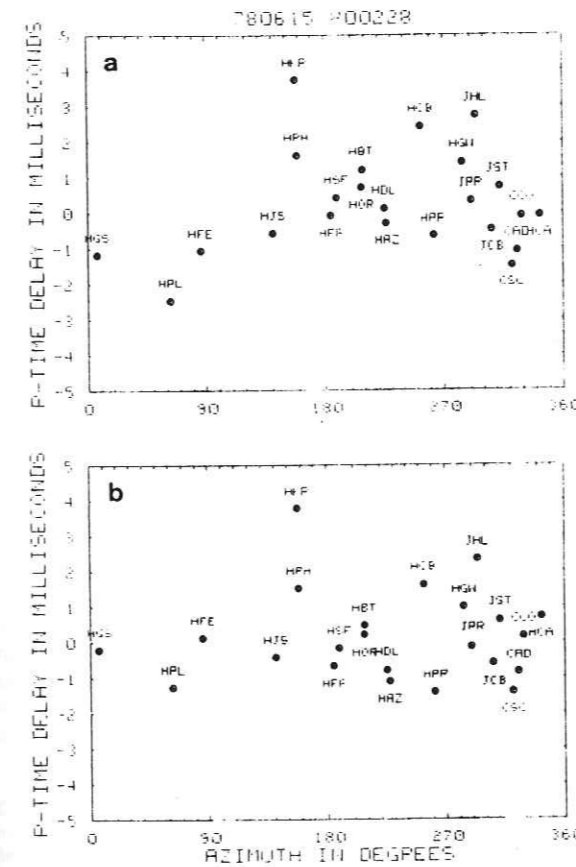 780615 #00228
a
P-TIME DELAY IN MILLISECONDS
5
4
3
2
1
0
-1
-2
-3
-4
-5
HPH
HCB
JHL
HBT
HGW
JST
HSF
HOR
HDL
JPR
HJS
HAZ
HPR
JCB
CAD
HCA
CSC
HGS
HFE
HPL
0
90
180
270
360
b
P-TIME DELAY IN MILLISECONDS
5
4
3
2
1
0
-1
-2
-3
-4
-5
JHL
HCB
HPH
HGW
JST
HBT
CLO
HCA
HGS
HFE
HSF
HOR
JPR
HJS
HDL
CAD
HPL
HAZ
HPR
JCB
CSC
0
90
180
270
360
AZIMUTH IN DEGREES